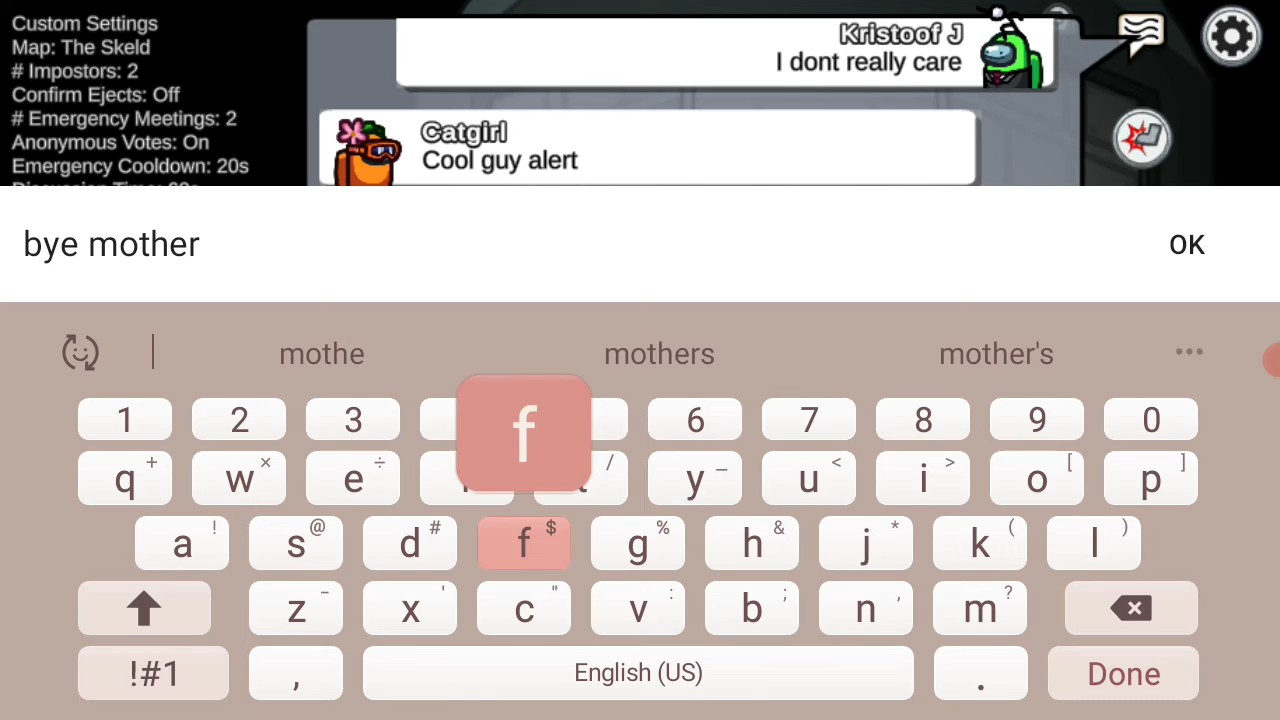 Custom Settings
Map: The Skeld
# Impostors: 2
Confirm Ejects: Off
# Emergency Meetings: 2
Anonymous Votes: On
Emergency Cooldown: 20s
Kristoof J
I dont really care
Catgirl
Cool guy alert
bye mother
OK
mothe
mothers
mother's
1 2 3 6 7 8 9 0
f
q + w × e ÷ / y _ u < i > o [ p ]
a ! s @ d # f $ g % h & j * k ( l )
z - x ' c " v : b ; n , m ?
!#1 , English (US) . Done